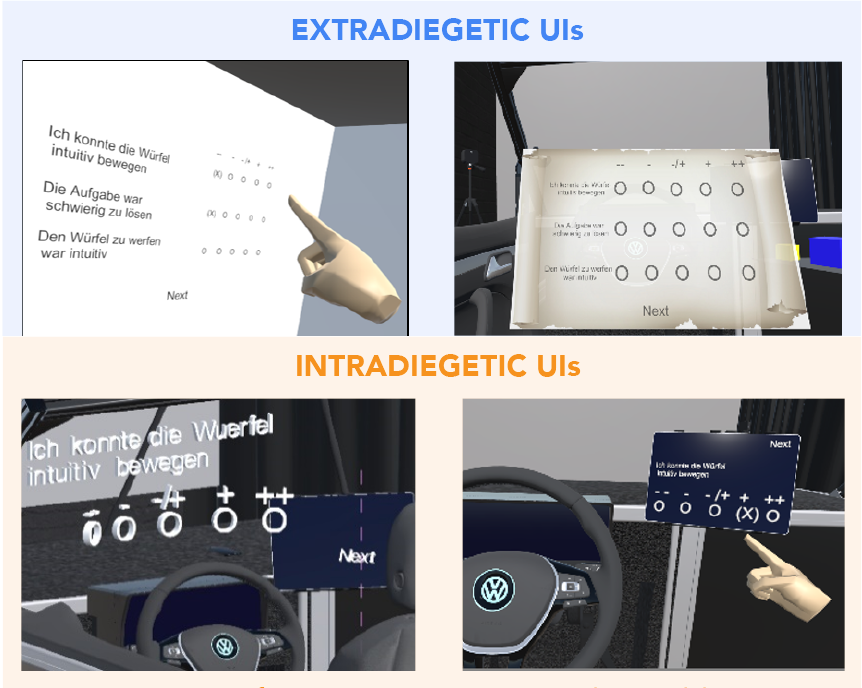 EXTRADIEGETIC UIs
Ich konnte die Würfel
intuitiv bewegen
-- - -/+ + --
(X) O O O O
Die Aufgabe war
schwierig zu lösen
(X) O O O O
Den Würfel zu werfen
war intuitiv
O O O O O
Next
-- - -/+ + ++
Ich konnte die Würfel
intuitiv bewegen
O O O O O
Die Aufgabe war
schwierig zu lösen
O O O O O
Den Würfel zu werfen
war intuitiv
O O O O O
Next
INTRADIEGETIC UIs
Ich konnte die Wuerfel
intuitiv bewegen
-- - -/+ + ++
O O O O O
Next
Next
Ich konnte die Würfel
intuitiv bewegen
-- - -/+ + ++
O O O (X) O